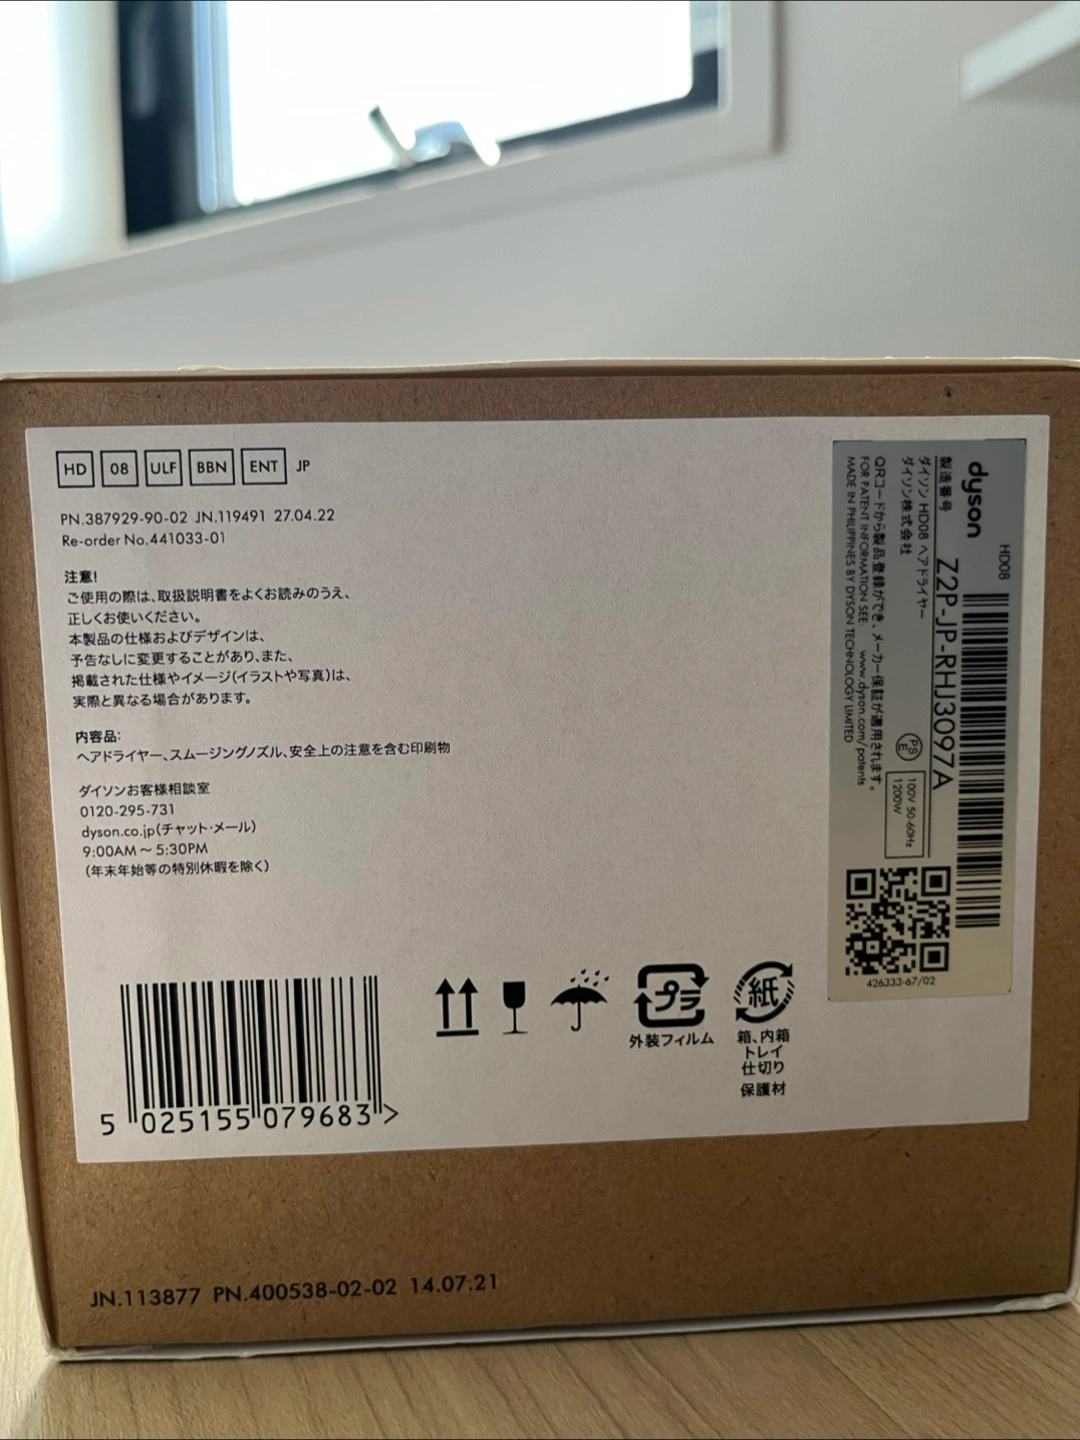 HD 08 ULF BBN ENT JP
PN.387929-90-02 JN.119491 27.04.22
Re-order No.441033-01
注意!
ご使用の際は、取扱説明書をよくお読みのうえ、
正しくお使いください。
本製品の仕様およびデザインは、
予告なしに変更することがあり、また、
掲載された仕様やイメージ(イラストや写真)は、
実際と異なる場合があります。
内容品:
ヘアドライヤー、スムージングノズル、安全上の注意を含む印刷物
ダイソンお客様相談室
0120-295-731
dyson.co.jp(チャット・メール)
9:00AM ~ 5:30PM
(年末年始等の特別休暇を除く)
5 025155 079683 >
プラ
外装フィルム
紙
箱、内箱
トレイ
仕切り
保護材
HD08
dyson
製造番号 Z2P-JP-RHJ3097A
ダイソン HD08 ヘアドライヤー
ダイソン株式会社
PS
E
100V 50-60Hz
1200W
QRコードから製品登録ができ、メーカー保証が適用されます。
FOR PATENT INFORMATION SEE: www.dyson.com/patents
MADE IN PHILIPPINES BY DYSON TECHNOLOGY LIMITED
426333-67/02
JN.113877 PN.400538-02-02 14.07.21